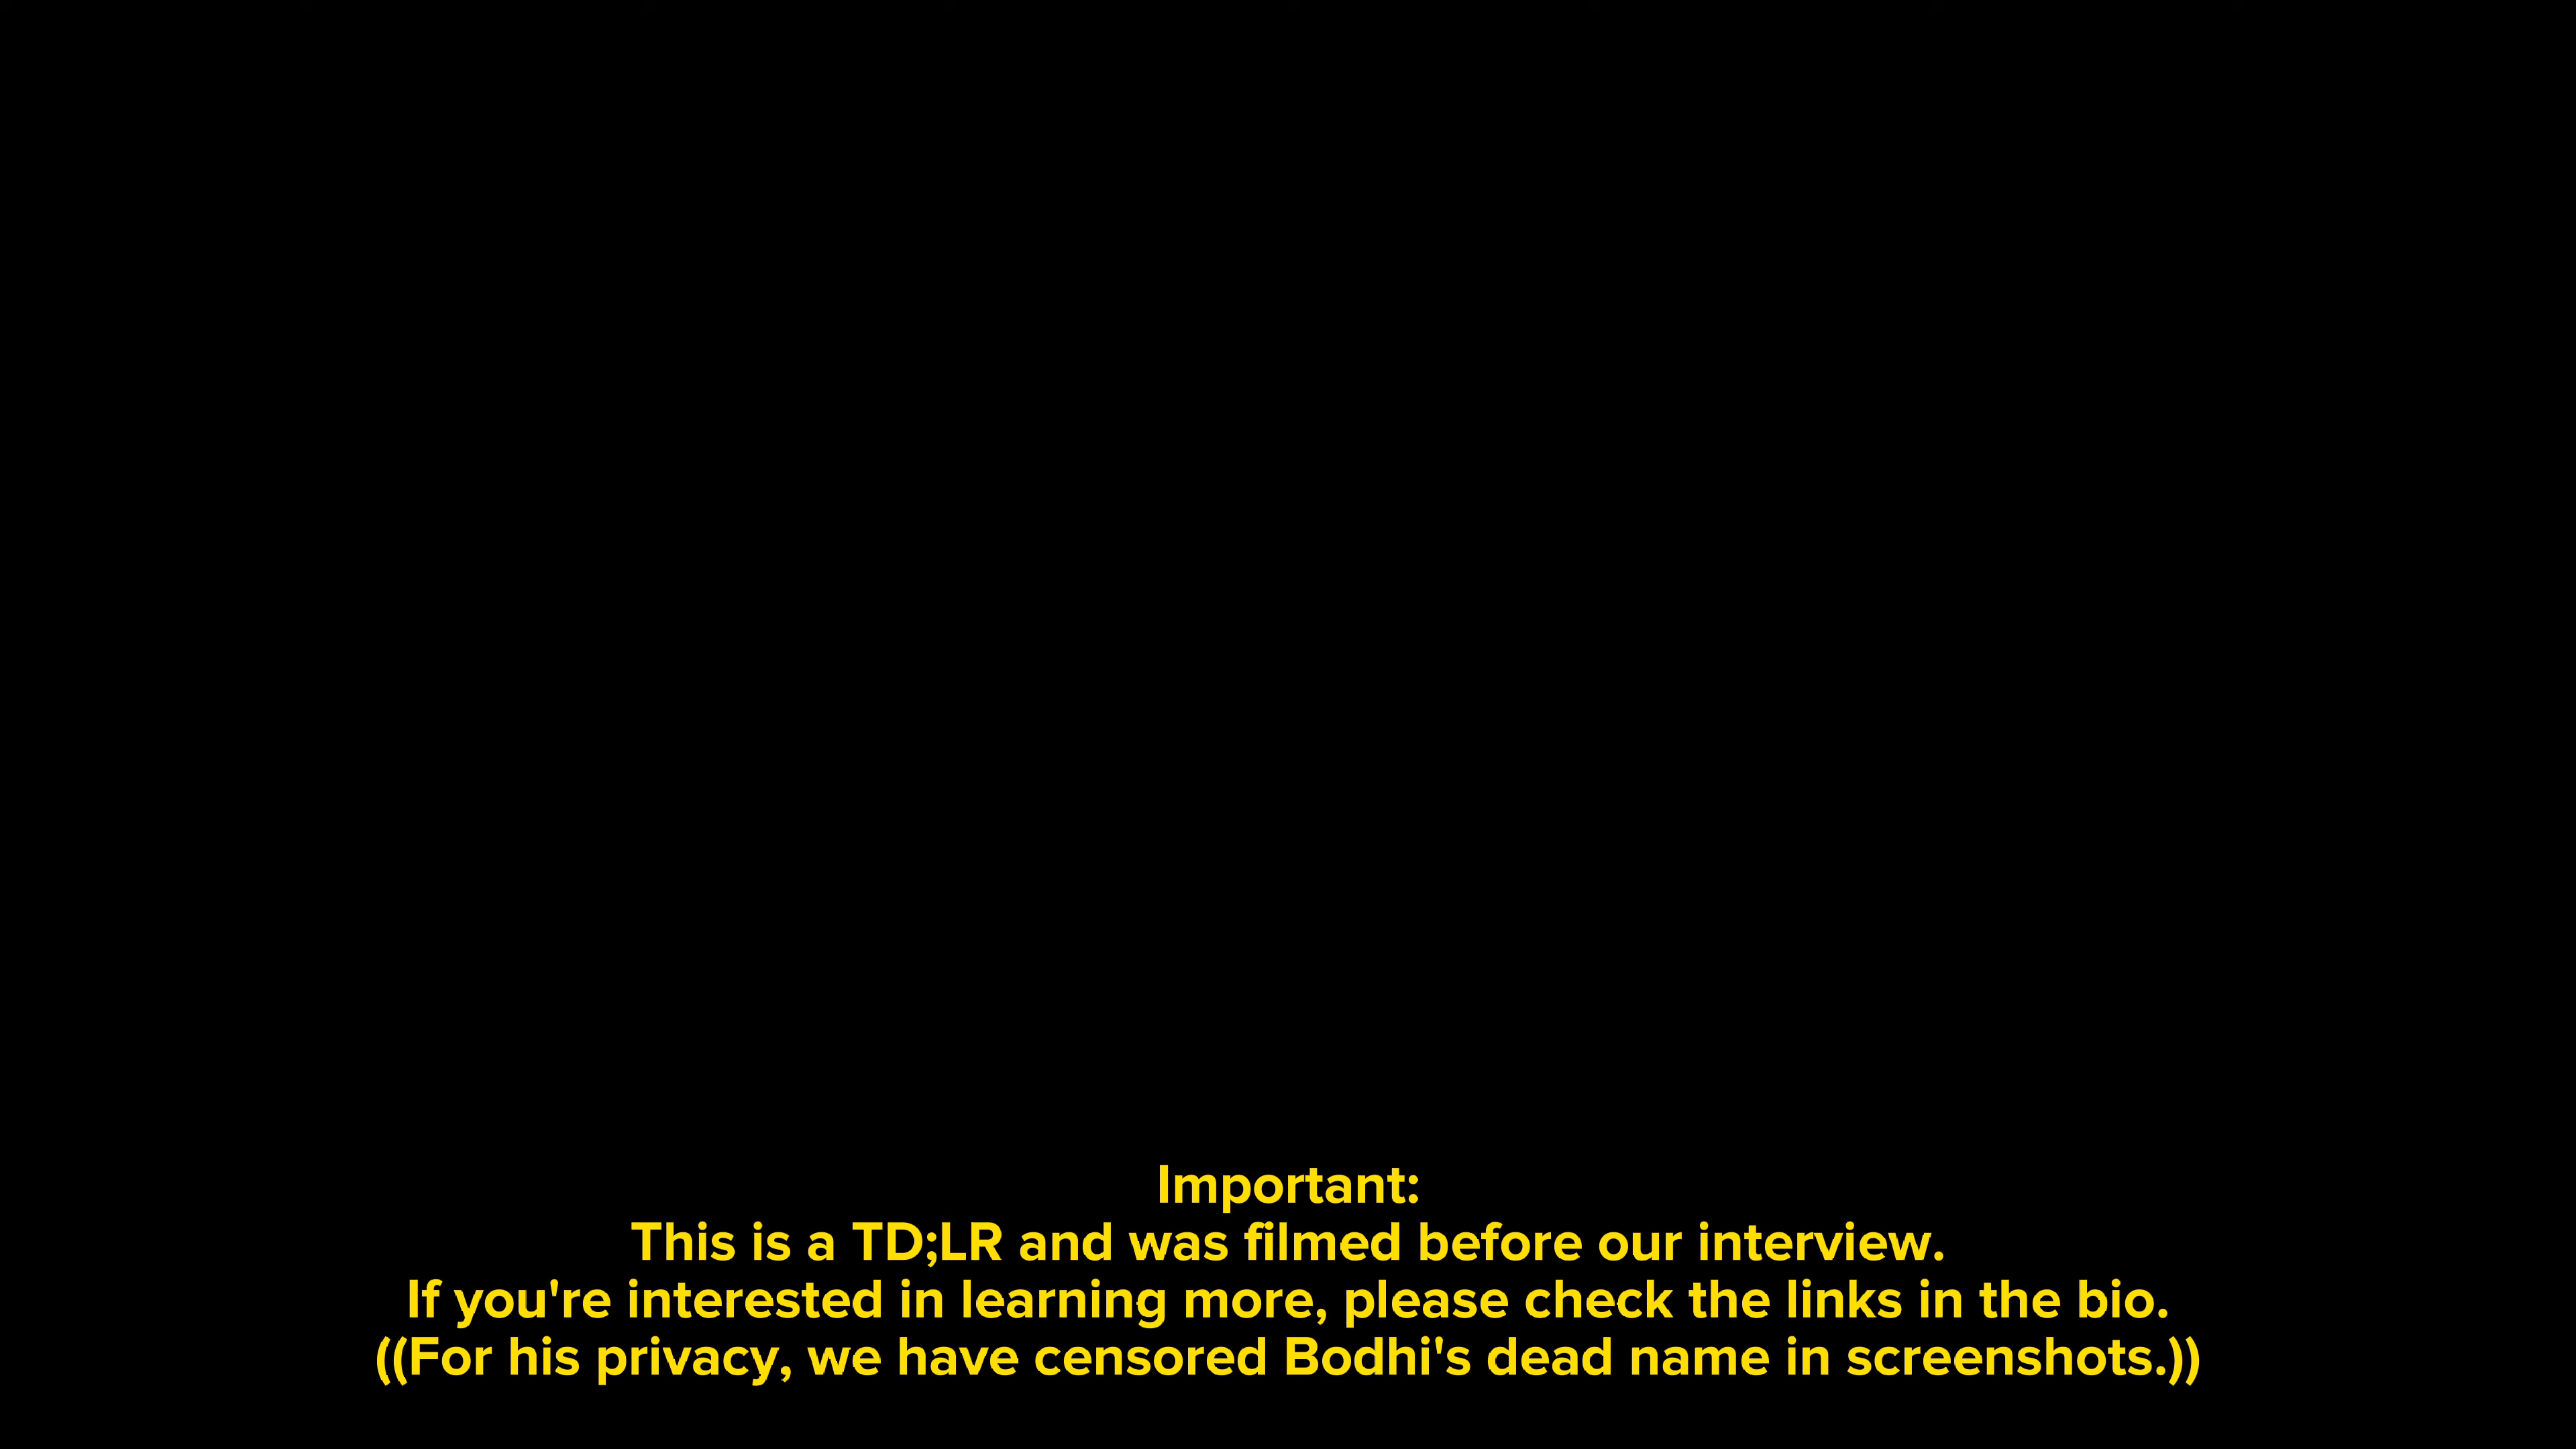 Important:
This is a TD;LR and was filmed before our interview.
If you're interested in learning more, please check the links in the bio.
((For his privacy, we have censored Bodhi's dead name in screenshots.))